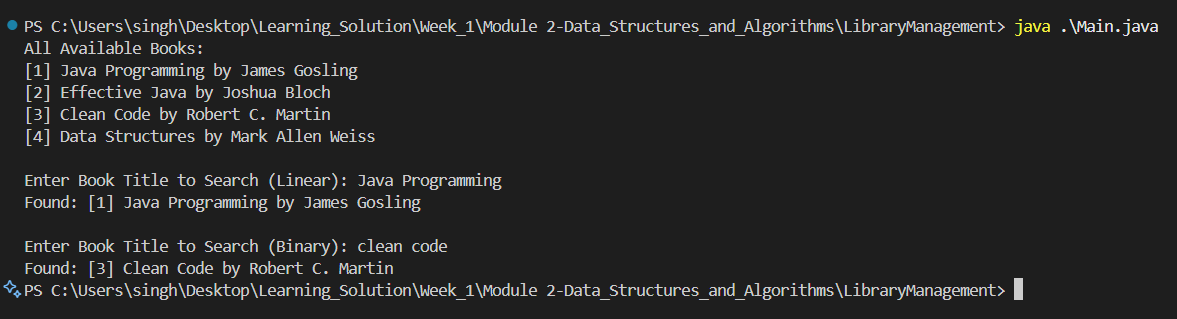 PS C:\Users\singh\Desktop\Learning_Solution\Week_1\Module 2-Data_Structures_and_Algorithms\LibraryManagement> java .\Main.java
All Available Books:
[1] Java Programming by James Gosling
[2] Effective Java by Joshua Bloch
[3] Clean Code by Robert C. Martin
[4] Data Structures by Mark Allen Weiss
Enter Book Title to Search (Linear): Java Programming
Found: [1] Java Programming by James Gosling
Enter Book Title to Search (Binary): clean code
Found: [3] Clean Code by Robert C. Martin
PS C:\Users\singh\Desktop\Learning_Solution\Week_1\Module 2-Data_Structures_and_Algorithms\LibraryManagement>